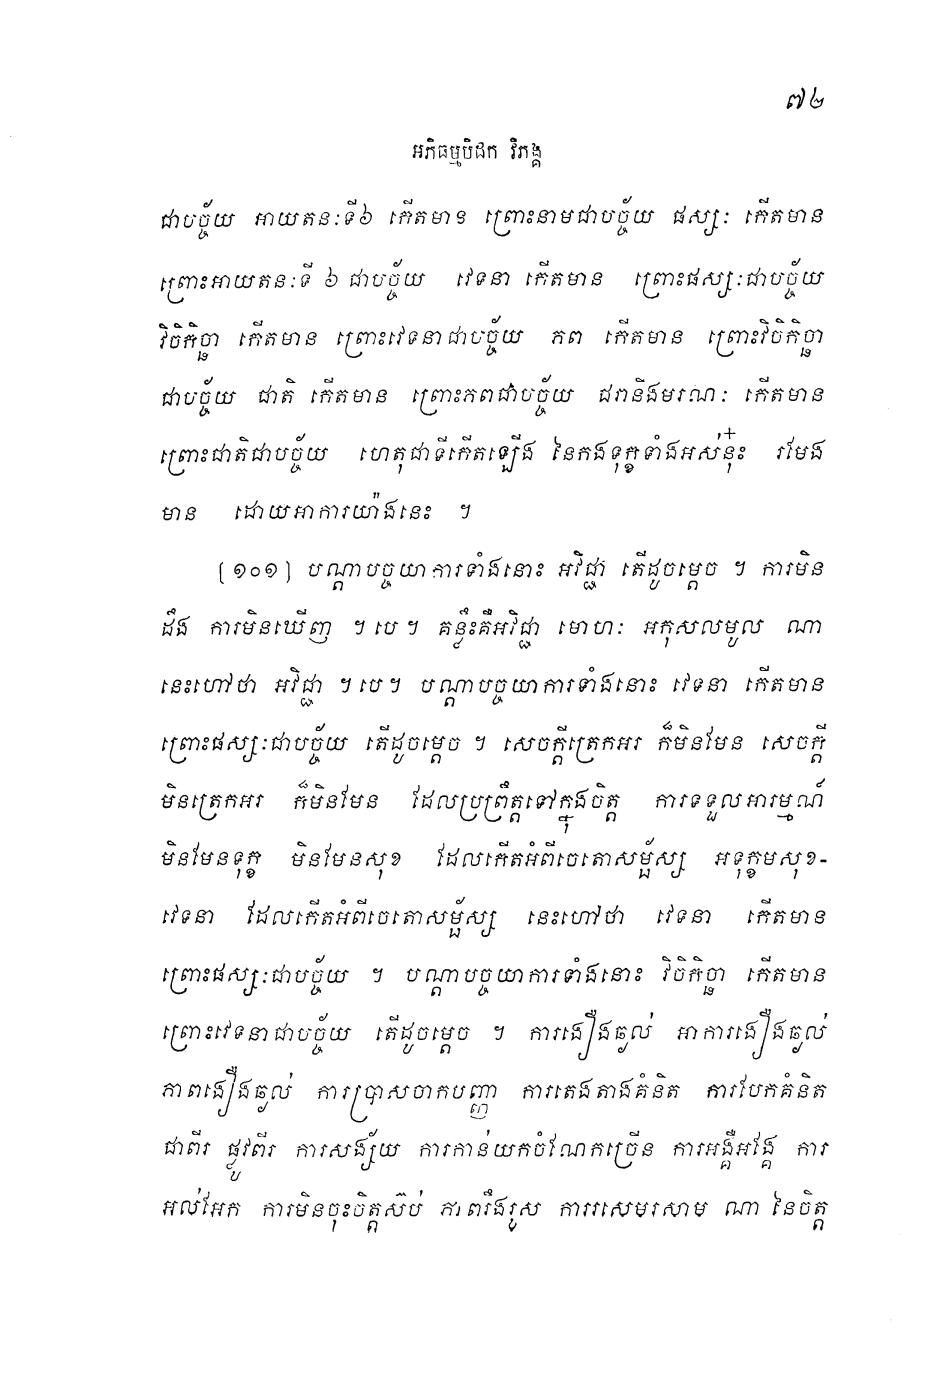 ៧២
អភិធម្មបិដក វិភង្គ
ជាបច្ច័យ អាយតនៈទី៦ កើតមាន ព្រោះនាមជាបច្ច័យ ផស្សៈ កើតមាន
ព្រោះអាយតនៈទី ៦ ជាបច្ច័យ វេទនា កើតមាន ព្រោះផស្សៈជាបច្ច័យ
វិចិកិច្ឆា កើតមាន ព្រោះវេទនាជាបច្ច័យ ភព កើតមាន ព្រោះវិចិកិច្ឆា
ជាបច្ច័យ ជាតិ កើតមាន ព្រោះភពជាបច្ច័យ ជរានិងមរណៈ កើតមាន
ព្រោះជាតិជាបច្ច័យ ហេតុជាទីកើតឡើង នៃកងទុក្ខទាំងអស់នុ៎ះ រមែង
មាន ដោយអាការយ៉ាងនេះ ។
[១០១] បណ្តាបច្ចយាការទាំងនោះ អវិជ្ជា តើដូចម្តេច ។ ការមិន
ដឹង ការមិនឃើញ ។ បេ ។ គន្លឹះគឺអវិជ្ជា មោហៈ អកុសលមូល ណា
នេះហៅថា អវិជ្ជា ។ បេ ។ បណ្តាបច្ចយាការទាំងនោះ វេទនា កើតមាន
ព្រោះផស្សៈជាបច្ច័យ តើដូចម្តេច ។ សេចក្តីត្រេកអរ ក៏មិនមែន សេចក្តី
មិនត្រេកអរ ក៏មិនមែន ដែលប្រព្រឹត្តទៅក្នុងចិត្ត ការទទួលអារម្មណ៍
មិនមែនទុក្ខ មិនមែនសុខ ដែលកើតអំពីចេតោសម្ផ័ស្ស អទុក្ខមសុខ-
វេទនា ដែលកើតអំពីចេតោសម្ផ័ស្ស នេះហៅថា វេទនា កើតមាន
ព្រោះផស្សៈជាបច្ច័យ ។ បណ្តាបច្ចយាការទាំងនោះ វិចិកិច្ឆា កើតមាន
ព្រោះវេទនាជាបច្ច័យ តើដូចម្តេច ។ ការងឿងឆ្ងល់ អាការងឿងឆ្ងល់
ភាពងឿងឆ្ងល់ ការប្រាសចាកបញ្ញា ការតេងតាងគំនិត ការបែកគំនិត
ជាពីរ ផ្លូវពីរ ការសង្ស័យ ការកាន់យកចំណែកច្រើន ការអង្គឺអង្គែ ការ
អល់អែក ការមិនចុះចិត្តស៊ប់ ភាពរឹងរូស ការរសេមរសាម ណា នៃចិត្ត